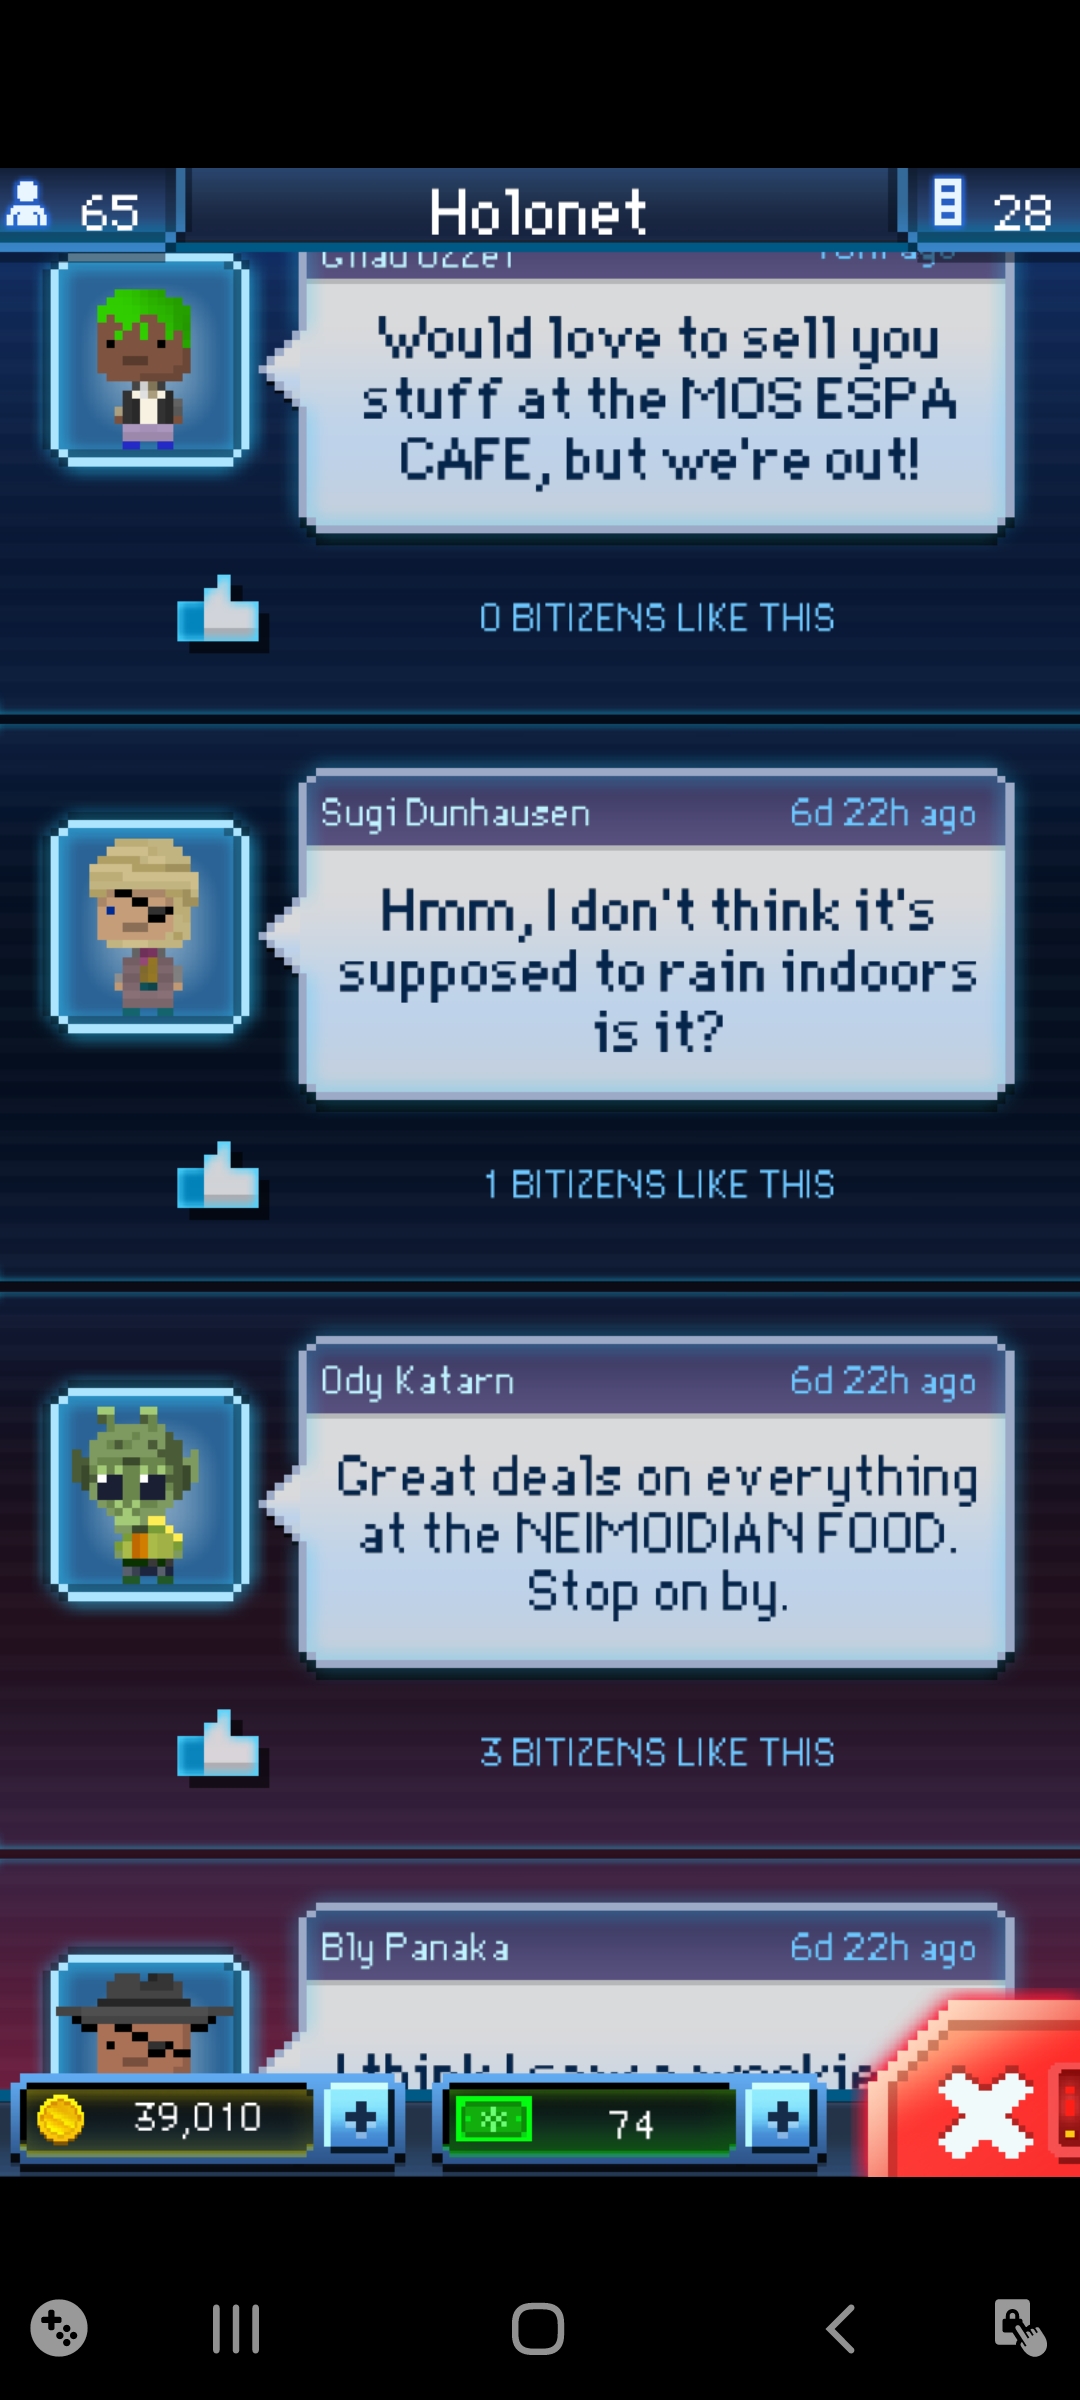 65
Holonet
28
Would love to sell you
stuff at the MOS ESPA
CAFE, but we're out!
0 BITIZENS LIKE THIS
Sugi Dunhausen
6d 22h ago
Hmm, I don't think it's
supposed to rain indoors
is it?
1 BITIZENS LIKE THIS
Ody Katarn
6d 22h ago
Great deals on everything
at the NEIMOIDIAN FOOD.
Stop on by.
3 BITIZENS LIKE THIS
Bly Panaka
6d 22h ago
I think I saw a wookie
39,010
74